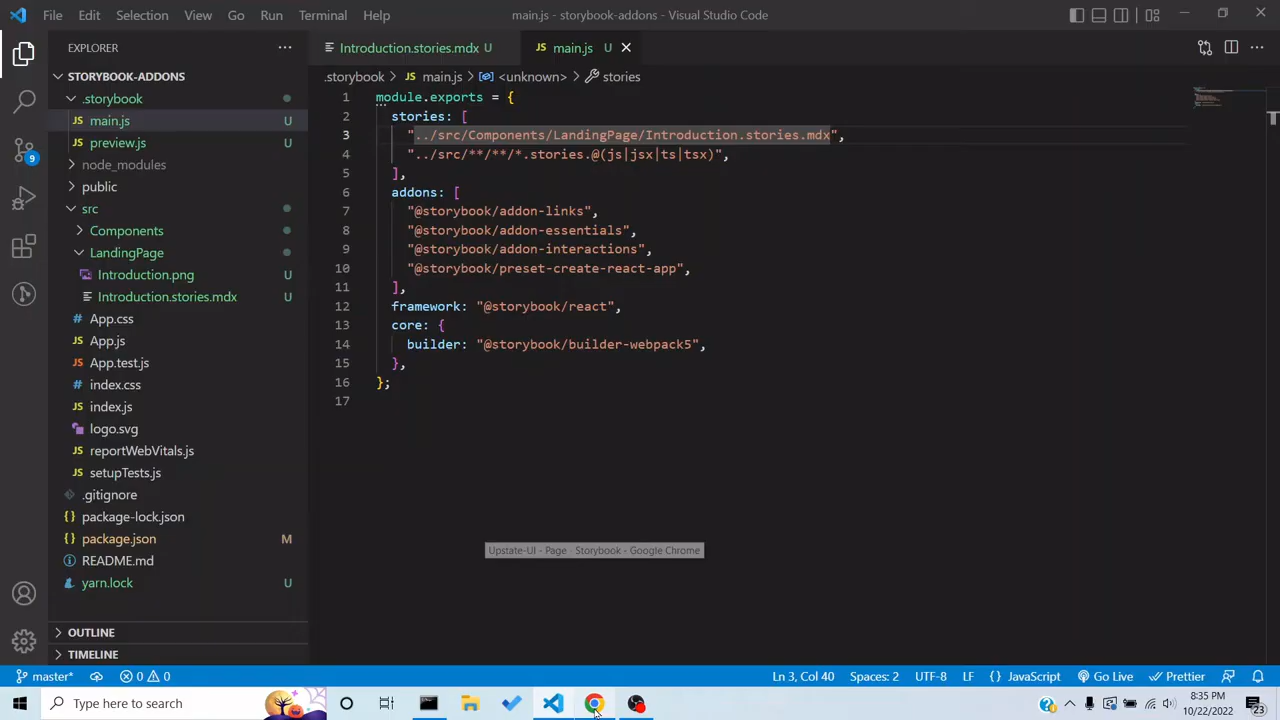 File Edit Selection View Go Run Terminal Help
main.js - storybook-addons - Visual Studio Code
EXPLORER
STORYBOOK-ADDONS
.storybook
main.js U
preview.js U
node_modules
public
src
Components
LandingPage
Introduction.png U
Introduction.stories.mdx U
App.css
App.js
App.test.js
index.css
index.js
logo.svg
reportWebVitals.js
setupTests.js
.gitignore
package-lock.json
package.json M
README.md
yarn.lock U
OUTLINE
TIMELINE
9
Introduction.stories.mdx U
main.js U
.storybook > main.js > <unknown> > stories
1 module.exports = {
2 stories: [
3 "../src/Components/LandingPage/Introduction.stories.mdx",
4 "../src/**/**/*.stories.@(js|jsx|ts|tsx)",
5 ],
6 addons: [
7 "@storybook/addon-links",
8 "@storybook/addon-essentials",
9 "@storybook/addon-interactions",
10 "@storybook/preset-create-react-app",
11 ],
12 framework: "@storybook/react",
13 core: {
14 builder: "@storybook/builder-webpack5",
15 },
16 };
17
Upstate-UI - Page · Storybook - Google Chrome
master* 0 0
Ln 3, Col 40 Spaces: 2 UTF-8 LF {} JavaScript Go Live Prettier
Type here to search
8:35 PM
10/22/2022
23